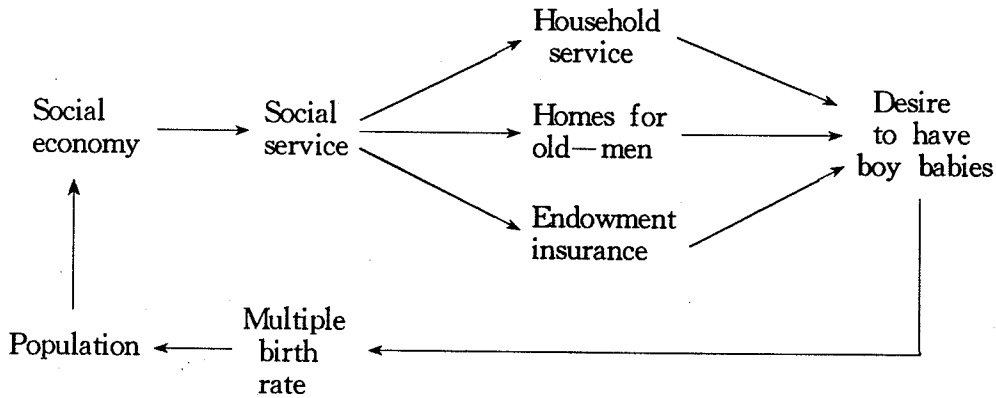 Household
service
Social
economy
Social
service
Homes for
old—men
Desire
to have
boy babies
Endowment
insurance
Population
Multiple
birth
rate